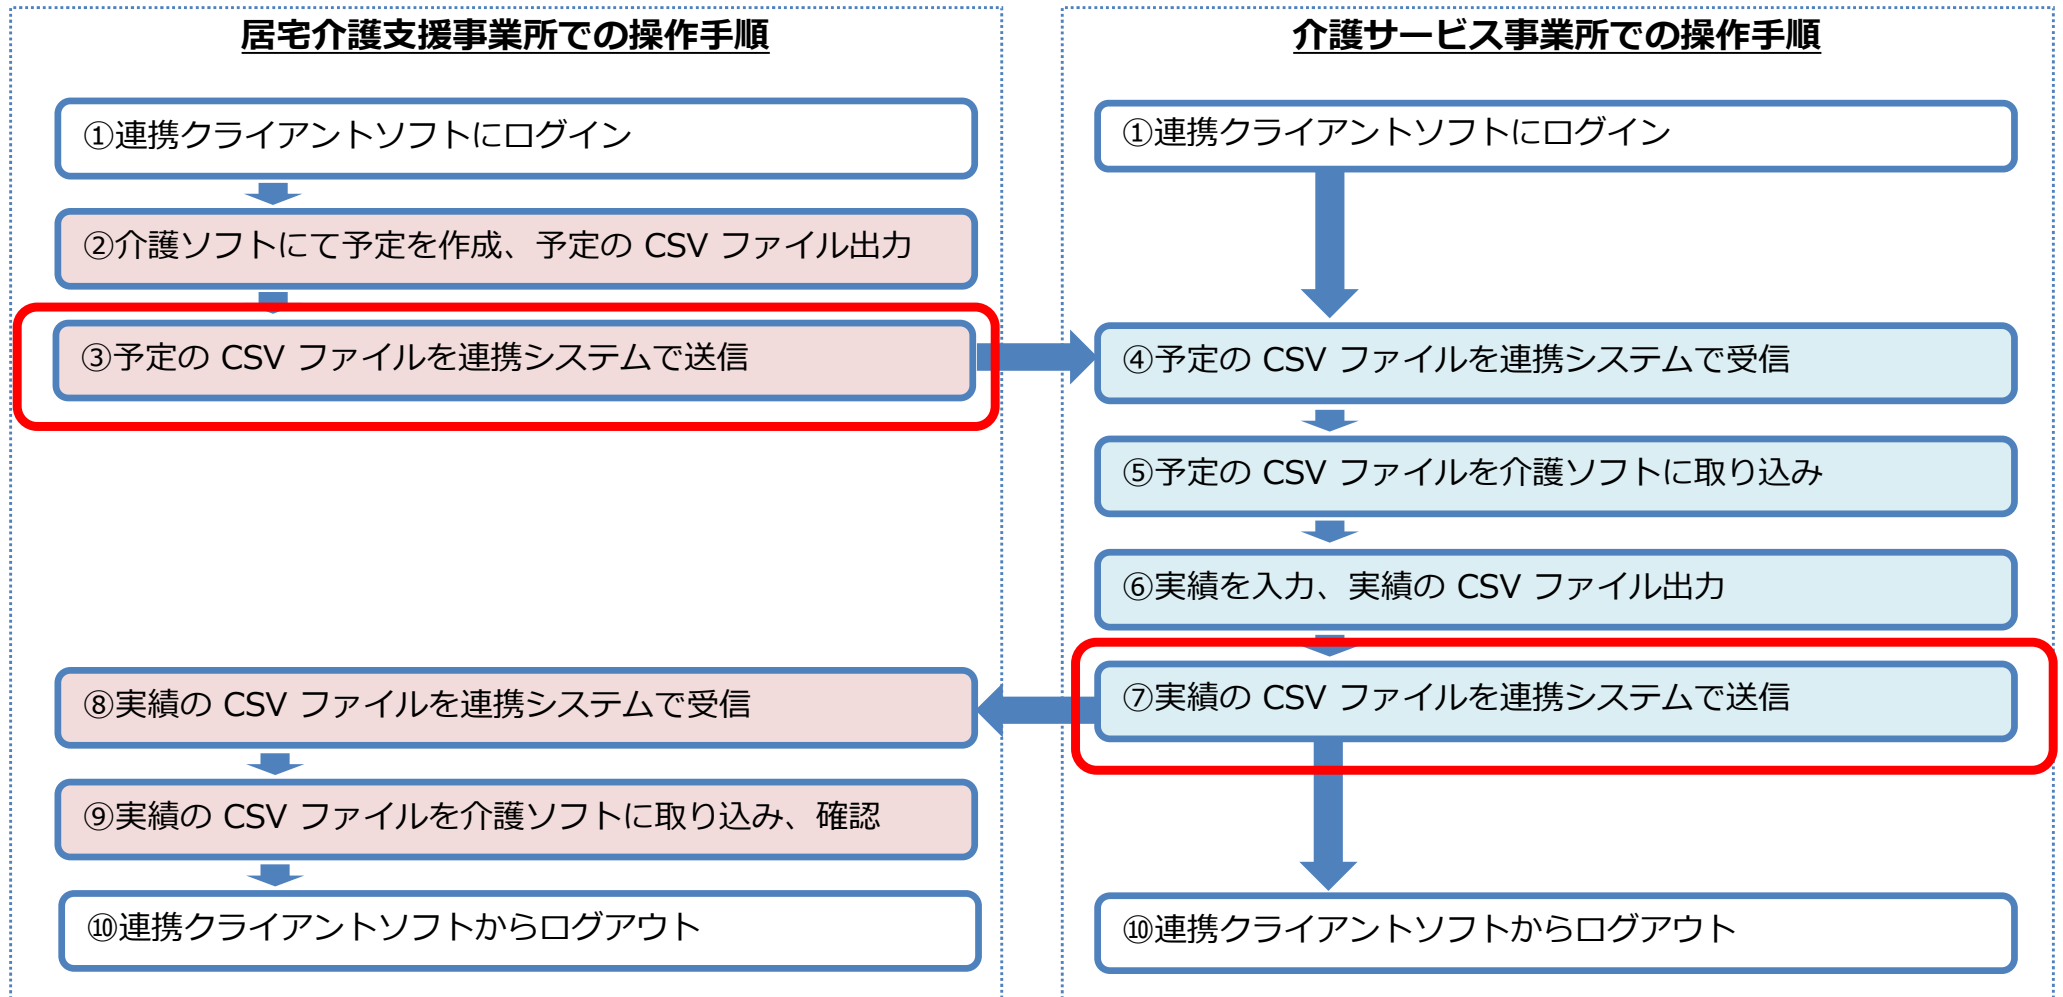 居宅介護支援事業所での操作手順
①連携クライアントソフトにログイン
②介護ソフトにて予定を作成、予定の CSV ファイル出力
③予定の CSV ファイルを連携システムで送信
⑧実績の CSV ファイルを連携システムで受信
⑨実績の CSV ファイルを介護ソフトに取り込み、確認
⑩連携クライアントソフトからログアウト
介護サービス事業所での操作手順
①連携クライアントソフトにログイン
④予定の CSV ファイルを連携システムで受信
⑤予定の CSV ファイルを介護ソフトに取り込み
⑥実績を入力、実績の CSV ファイル出力
⑦実績の CSV ファイルを連携システムで送信
⑩連携クライアントソフトからログアウト